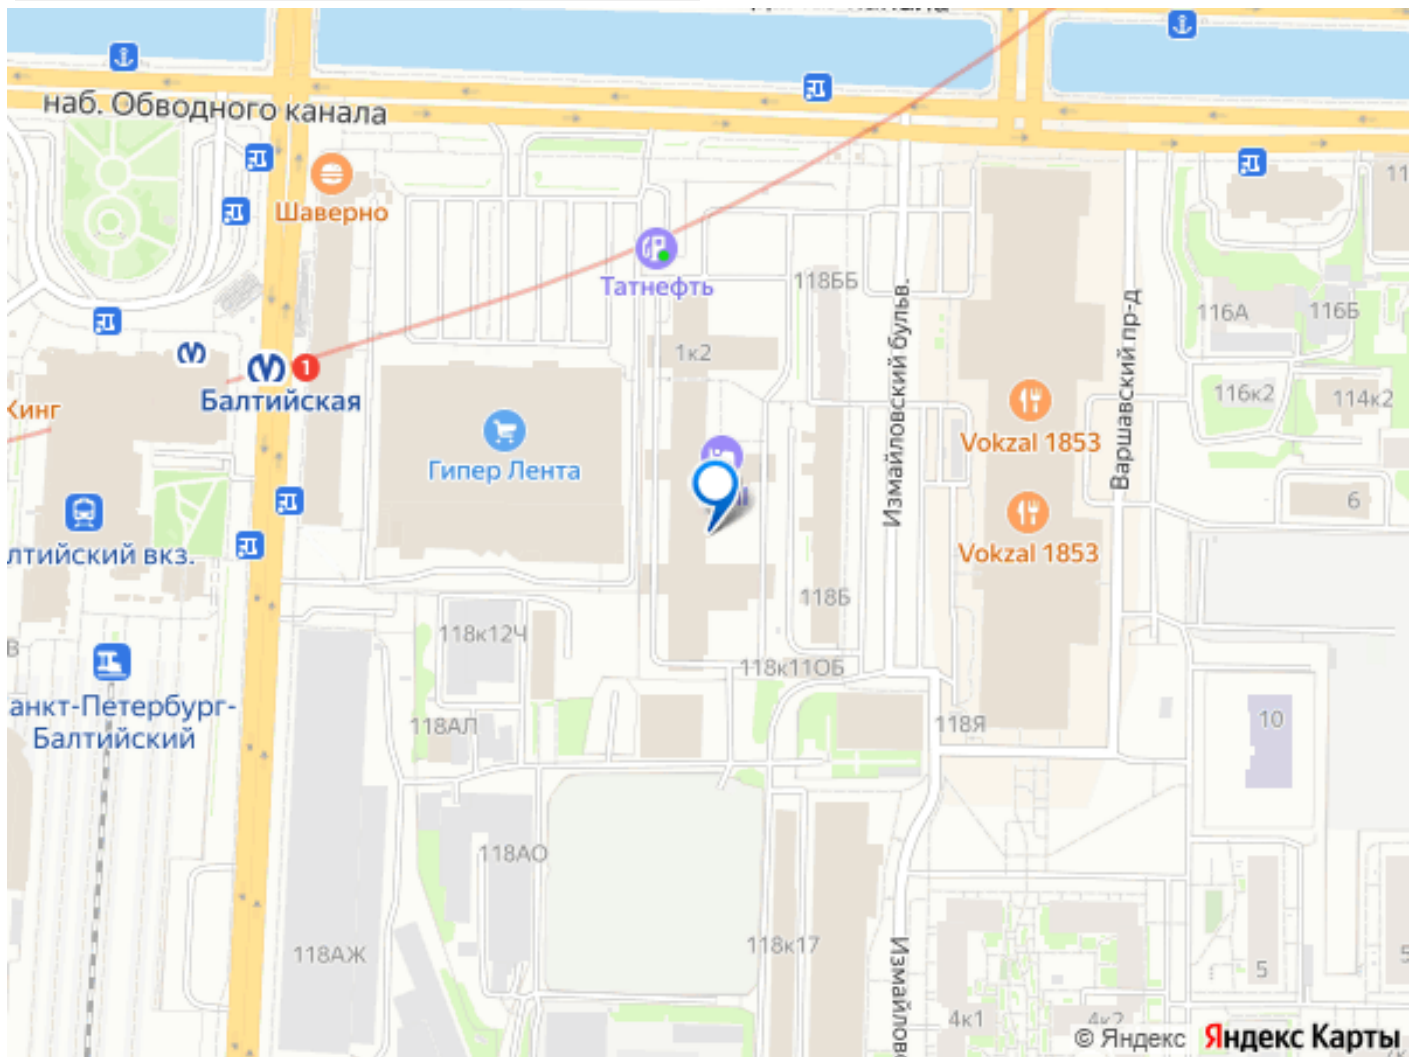 наб. Обводного канала
Шаверно
Татнефть
118ББ
116А
116Б
1к2
Измайловский бульв.
Варшавский пр-д
Балтийская
1
Vokzal 1853
116к2
114к2
Гипер Лента
Vokzal 1853
6
лтийский вкз.
118Б
118к12Ч
118к11ОБ
анкт-Петербург-
Балтийский
118АЛ
118Я
10
118АО
118АЖ
118к17
Измайловс
5
4к1
4к2
© Яндекс Яндекс Карты